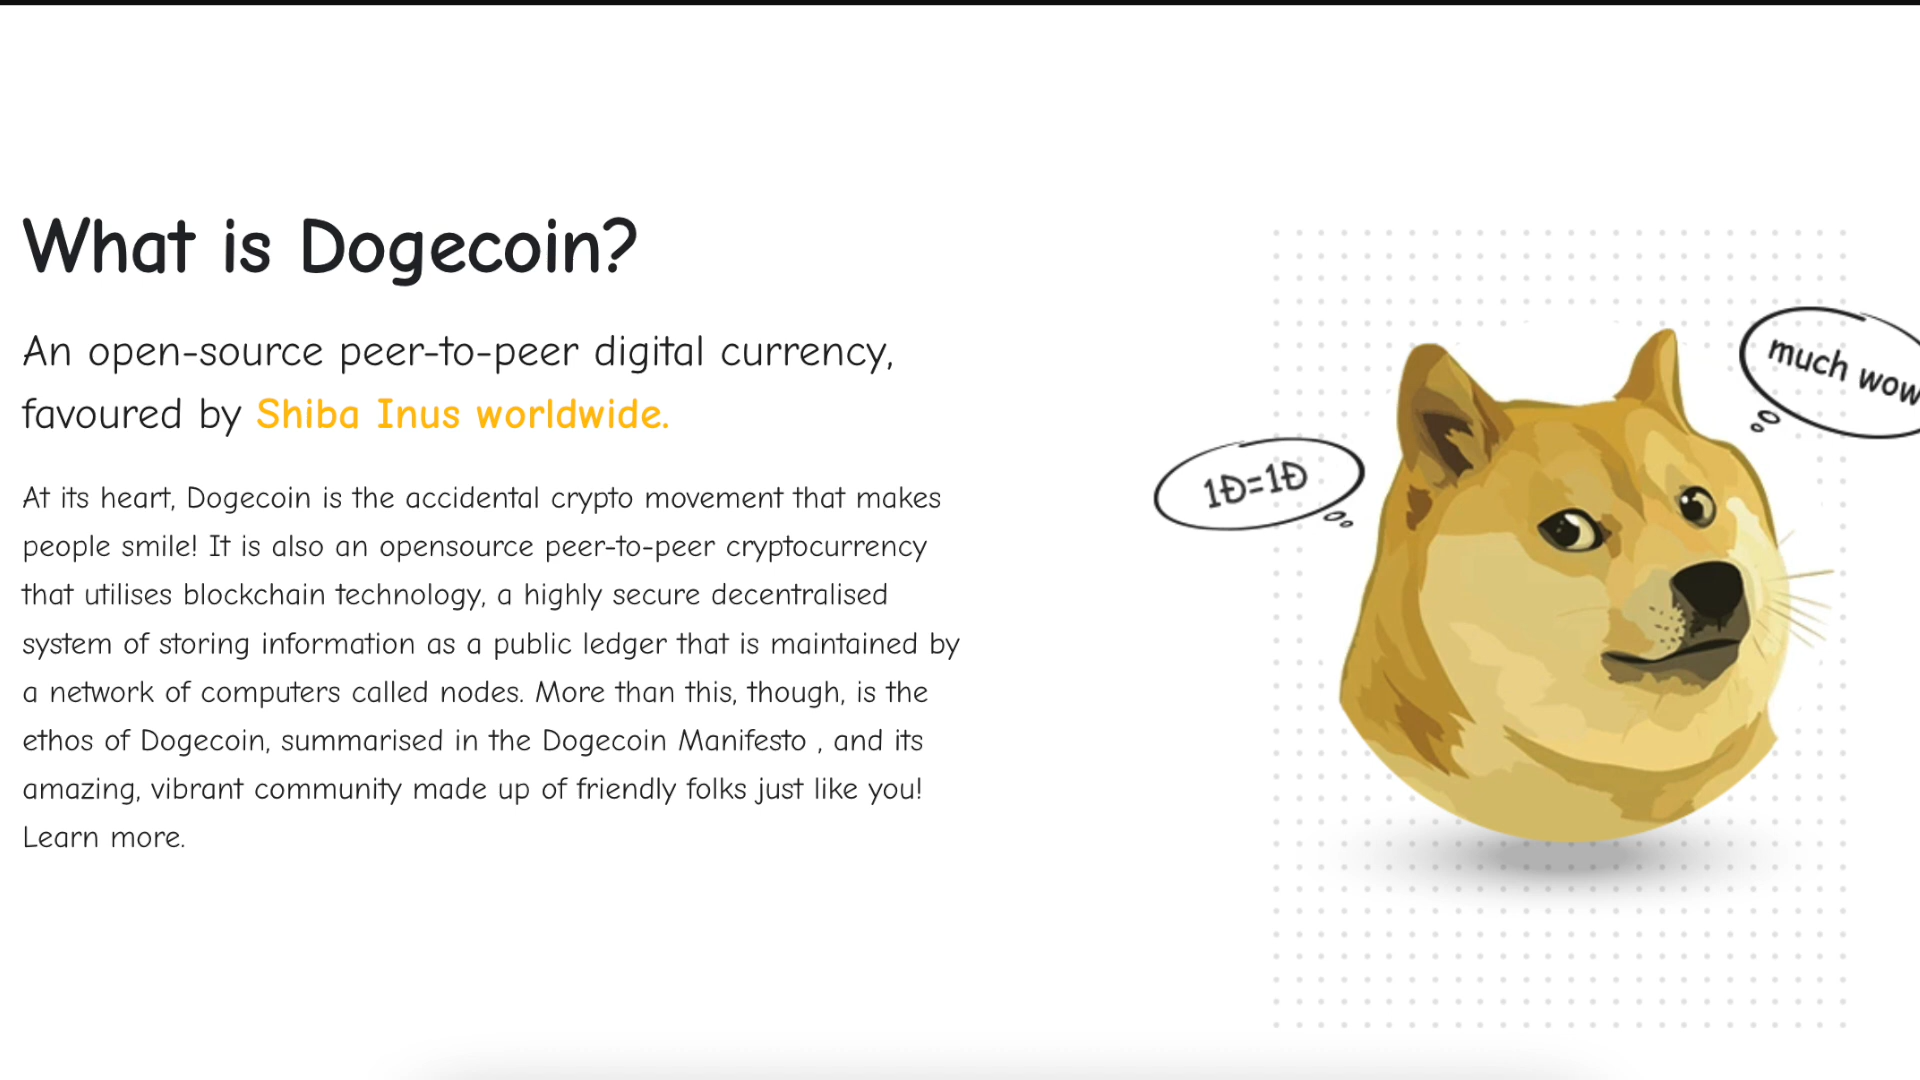 What is Dogecoin?
An open-source peer-to-peer digital currency,
favoured by Shiba Inus worldwide.
At its heart, Dogecoin is the accidental crypto movement that makes
people smile! It is also an opensource peer-to-peer cryptocurrency
that utilises blockchain technology, a highly secure decentralised
system of storing information as a public ledger that is maintained by
a network of computers called nodes. More than this, though, is the
ethos of Dogecoin, summarised in the Dogecoin Manifesto , and its
amazing, vibrant community made up of friendly folks just like you!
Learn more.
1Ð=1Ð
much wow